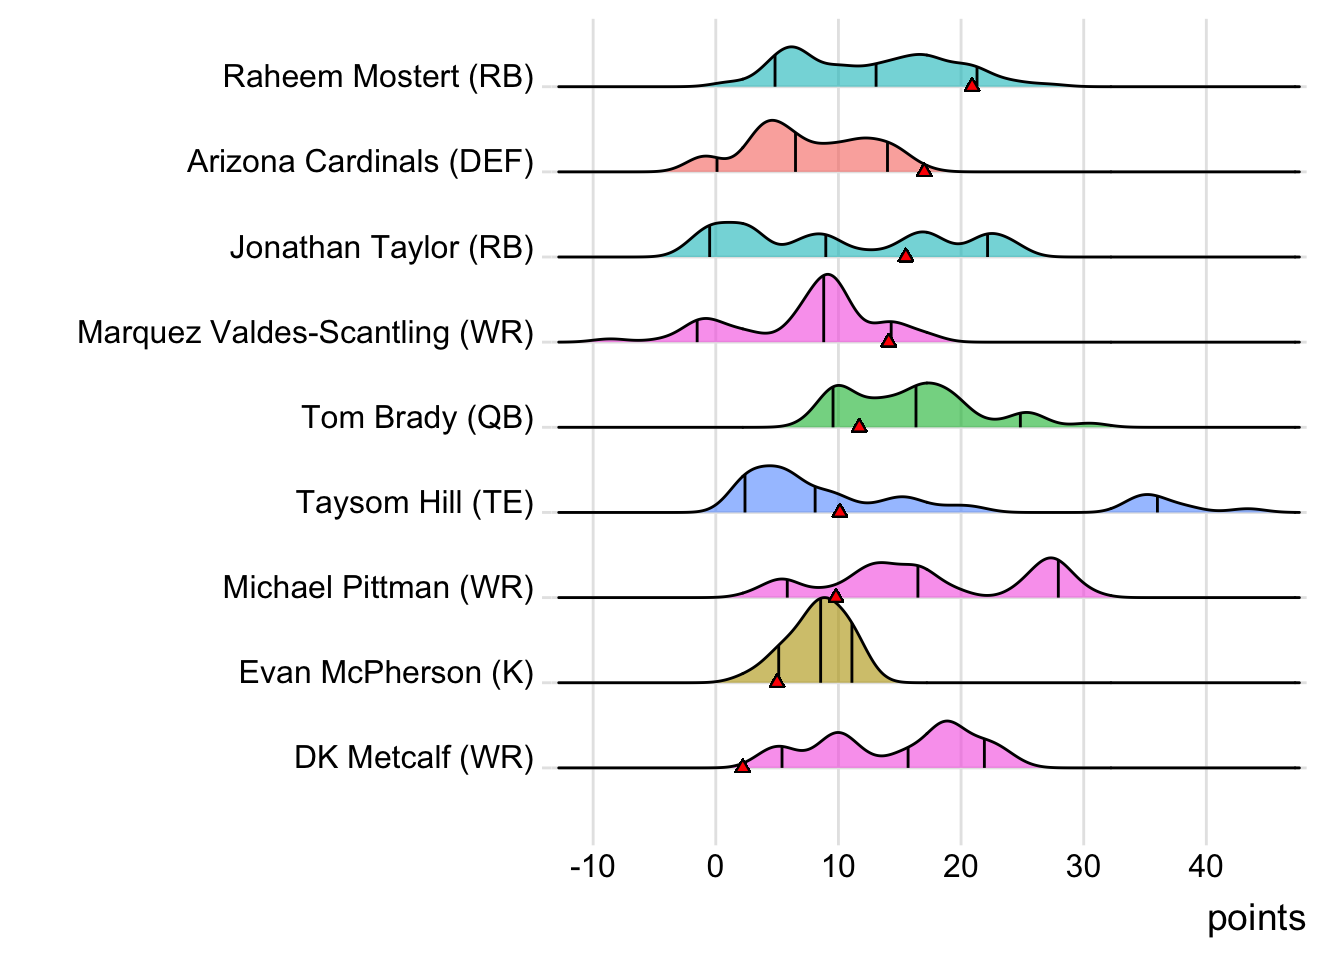 Raheem Mostert (RB)
Arizona Cardinals (DEF)
Jonathan Taylor (RB)
Marquez Valdes-Scantling (WR)
Tom Brady (QB)
Taysom Hill (TE)
Michael Pittman (WR)
Evan McPherson (K)
DK Metcalf (WR)
-10 0 10 20 30 40
points